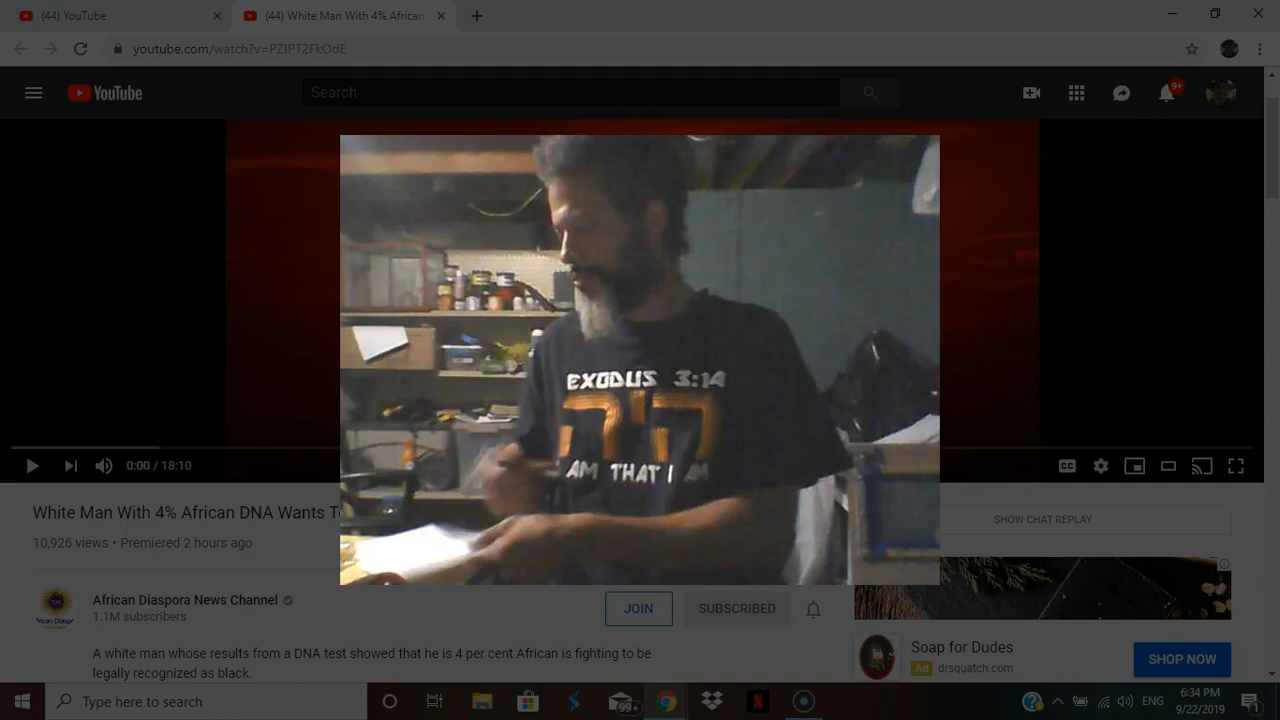 (44) YouTube
(44) White Man With 4% African
youtube.com/watch?v=PZIPT2FkOdE
YouTube
Search
9+
EXODUS 3:14
AM THAT I AM
0:00 / 18:10
CC
White Man With 4% African DNA Wants T
10,926 views • Premiered 2 hours ago
SHOW CHAT REPLAY
African Diaspora News Channel
1.1M subscribers
JOIN
SUBSCRIBED
A white man whose results from a DNA test showed that he is 4 per cent African is fighting to be
legally recognized as black.
Soap for Dudes
Ad drsquatch.com
SHOP NOW
Type here to search
99+
ENG
6:34 PM
9/22/2019
1